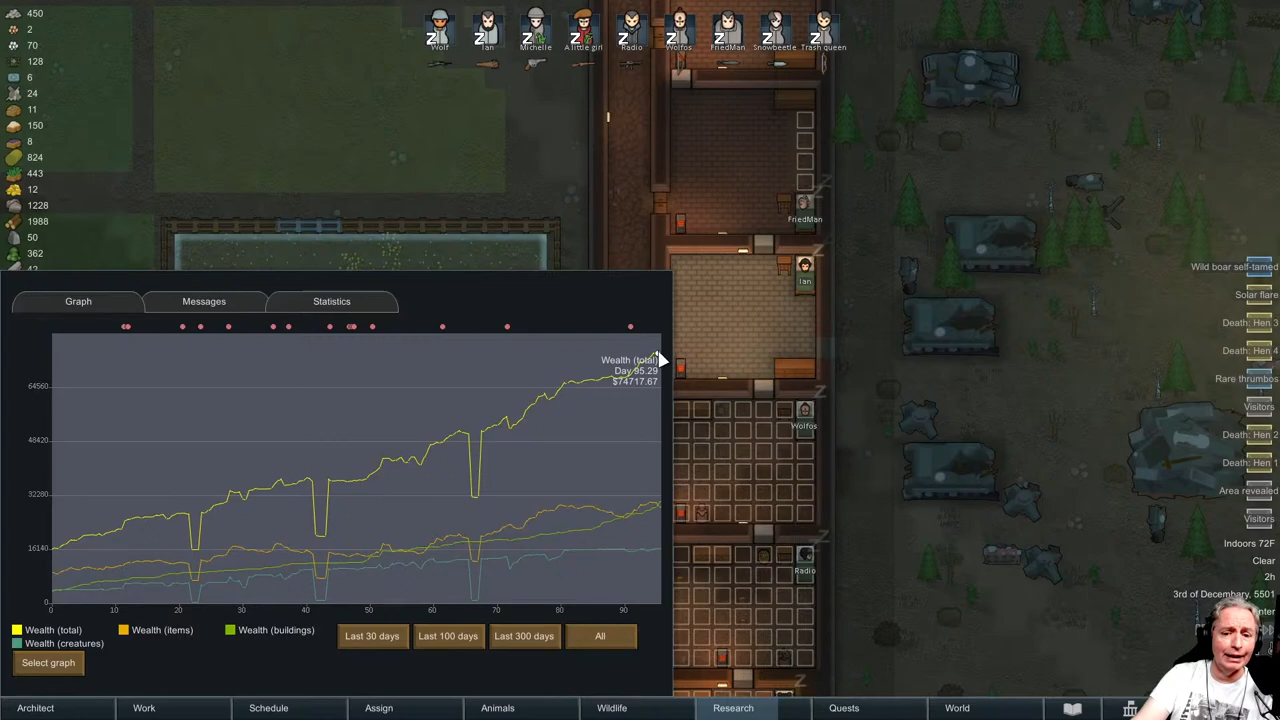 450
2
70
128
6
24
11
150
8
824
443
12
1228
1988
50
362
Wolf
Ian
Michelle
A little girl
Radio
Wolfos
FriedMan
Snowbeetle
Trash queen
FriedMan
Ian
Wolfos
Radio
Graph
Messages
Statistics
Wealth (total)
Day 95.29
$74717.67
64560
48420
32280
16140
0
0 10 20 30 40 50 60 70 80 90
Wealth (total)
Wealth (items)
Wealth (buildings)
Wealth (creatures)
Last 30 days
Last 100 days
Last 300 days
All
Select graph
Wild boar self-tamed
Solar flare
Death: Hen 3
Death: Hen 4
Rare thrumbos
Visitors
Death: Hen 2
Death: Hen 1
Area revealed
Visitors
Indoors 72F
Clear
2h
3rd of Decembary, 5501
Architect
Work
Schedule
Assign
Animals
Wildlife
Research
Quests
World